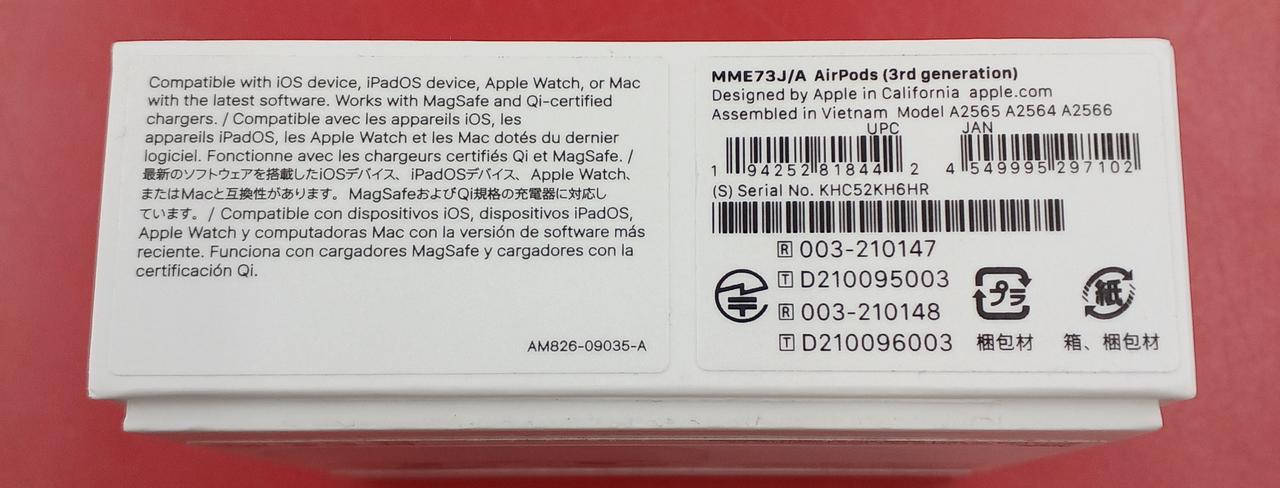 Compatible with iOS device, iPadOS device, Apple Watch, or Mac
with the latest software. Works with MagSafe and Qi-certified
chargers. / Compatible avec les appareils iOS, les
appareils iPadOS, les Apple Watch et les Mac dotés du dernier
logiciel. Fonctionne avec les chargeurs certifiés Qi et MagSafe. /
最新のソフトウェアを搭載したiOSデバイス、iPadOSデバイス、Apple Watch、
またはMacと互換性があります。 MagSafeおよびQi規格の充電器に対応し
ています。 / Compatible con dispositivos iOS, dispositivos iPadOS,
Apple Watch y computadoras Mac con la versión de software más
reciente. Funciona con cargadores MagSafe y cargadores con la
certificación Qi.
AM826-09035-A
MME73J/A AirPods (3rd generation)
Designed by Apple in California apple.com
Assembled in Vietnam Model A2565 A2564 A2566
UPC JAN
1 94252 81844 2 4 549995 297102
(S) Serial No. KHC52KH6HR
R 003-210147
T D210095003
R 003-210148
T D210096003
プラ 紙
梱包材 箱、梱包材